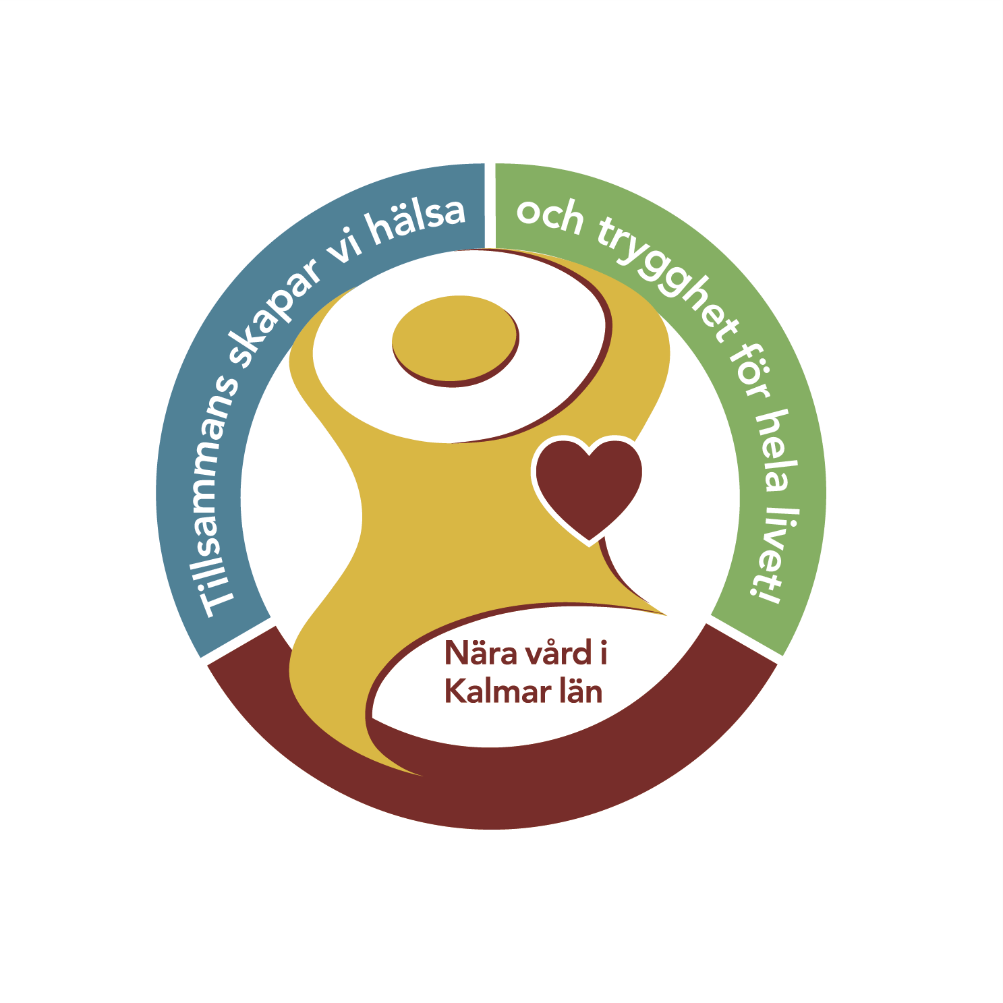 Tillsammans skapar vi hälsa
och trygghet för hela livet!
Nära vård i
Kalmar län